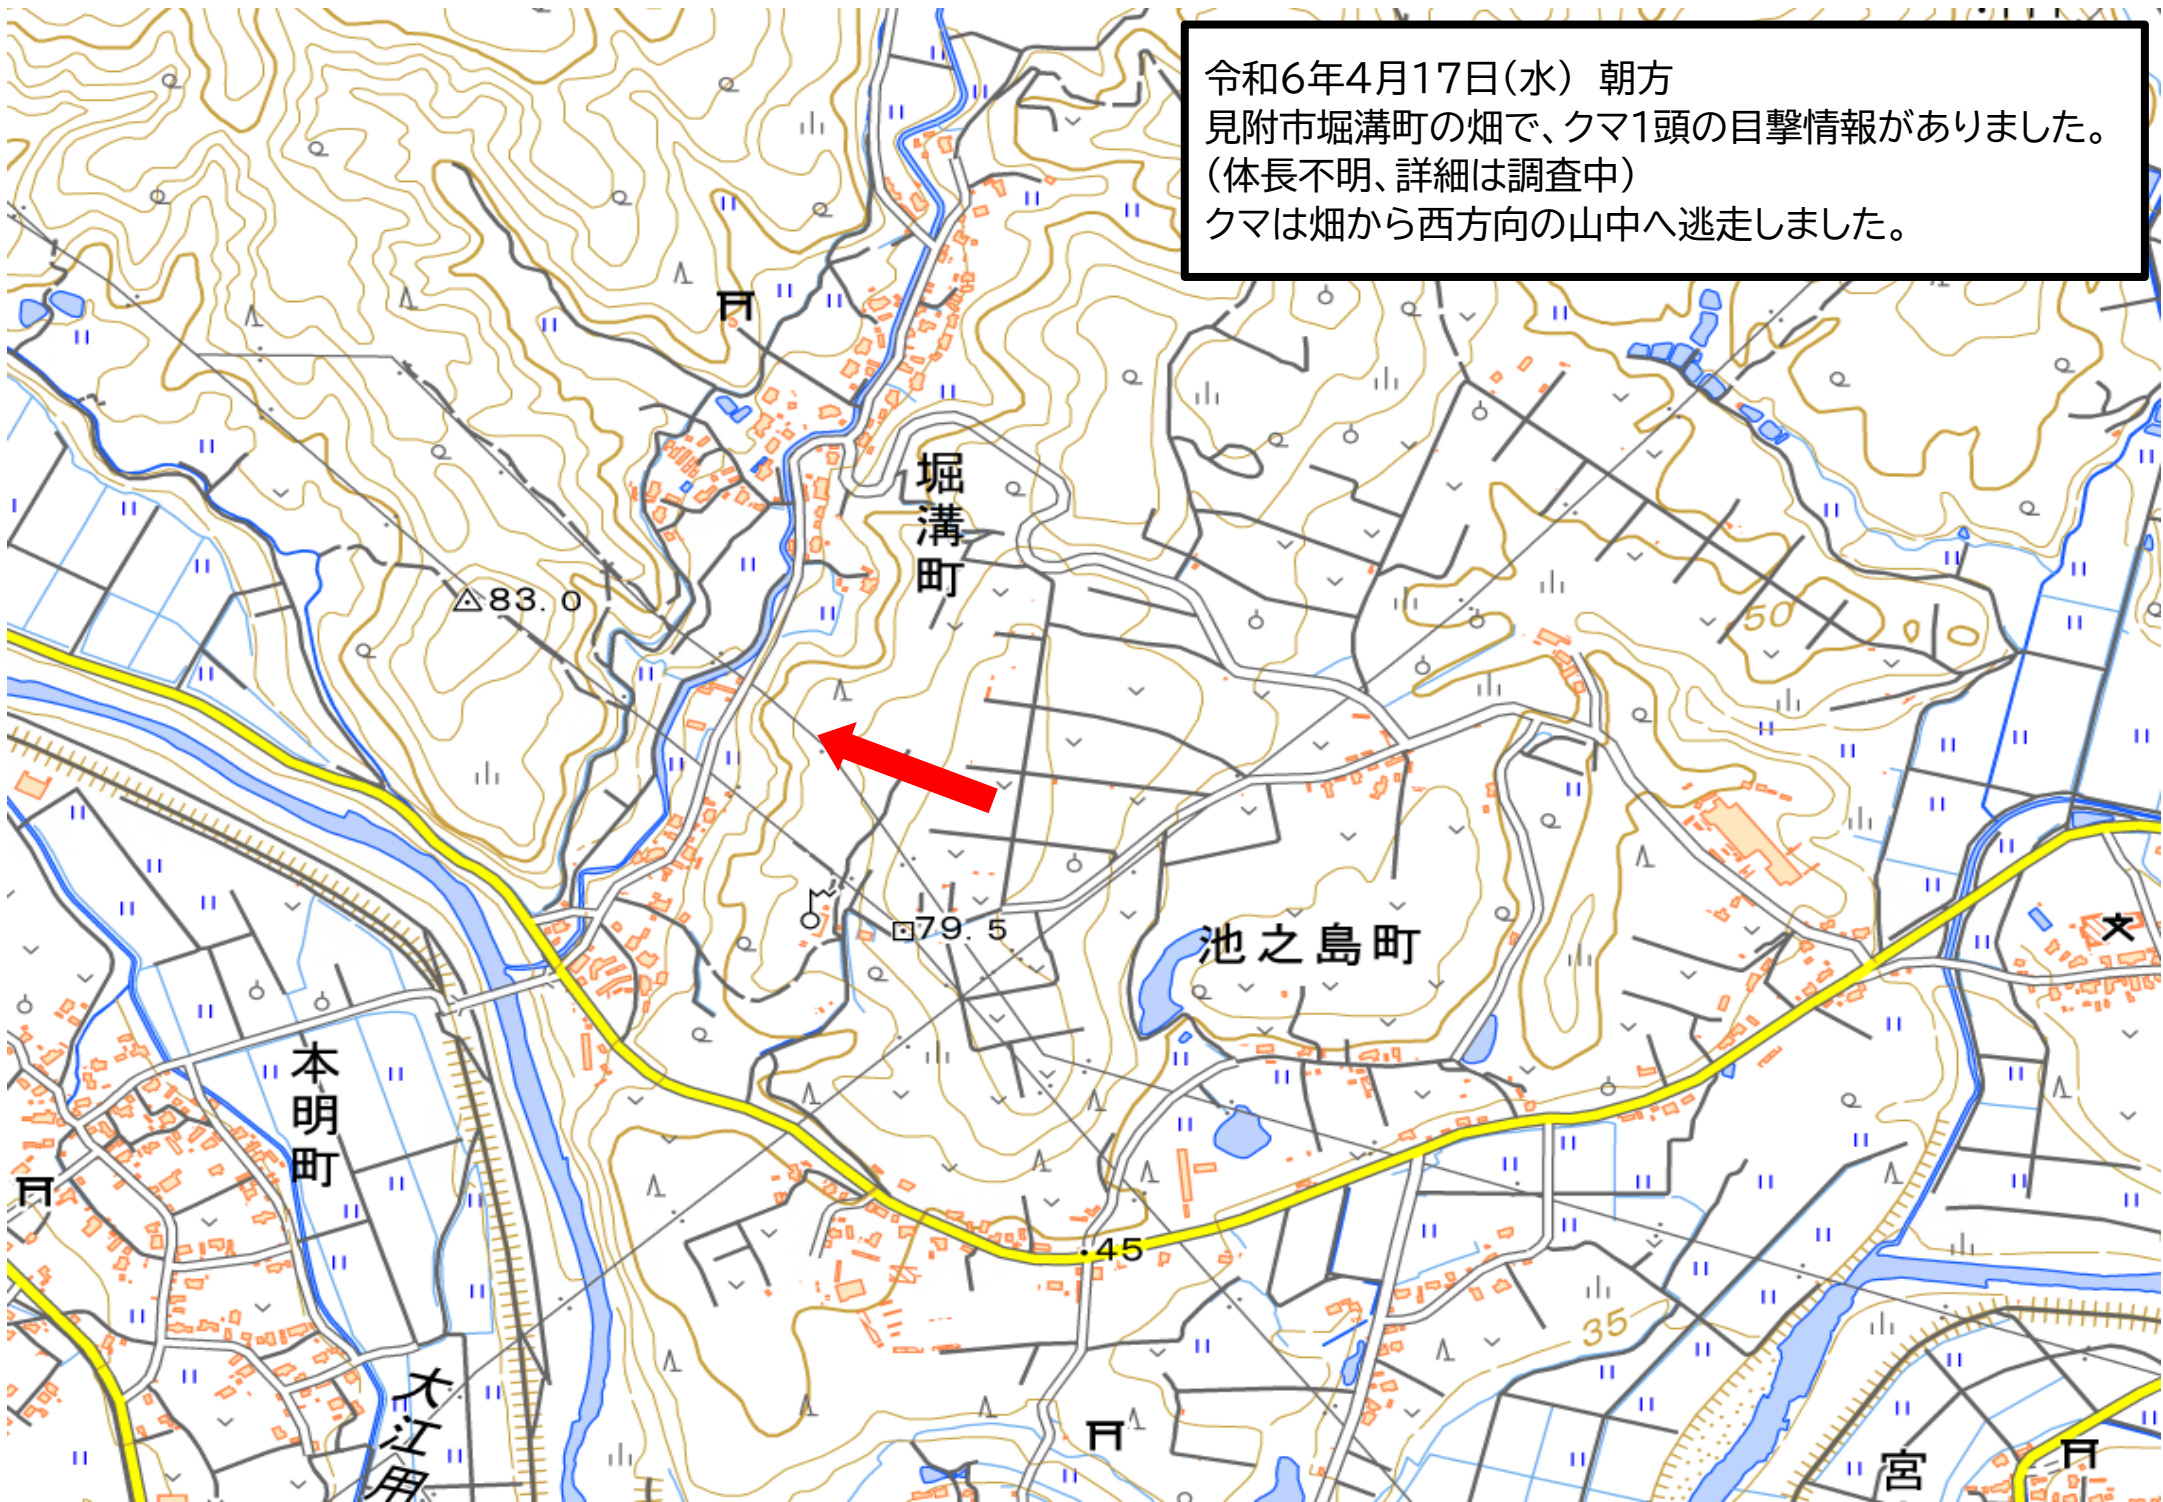 令和6年4月17日(水) 朝方
見附市堀溝町の畑で、クマ1頭の目撃情報がありました。
(体長不明、詳細は調査中)
クマは畑から西方向の山中へ逃走しました。
堀溝町
83.0
50
79.5
池之島町
本明町
45
35
大江用
宮